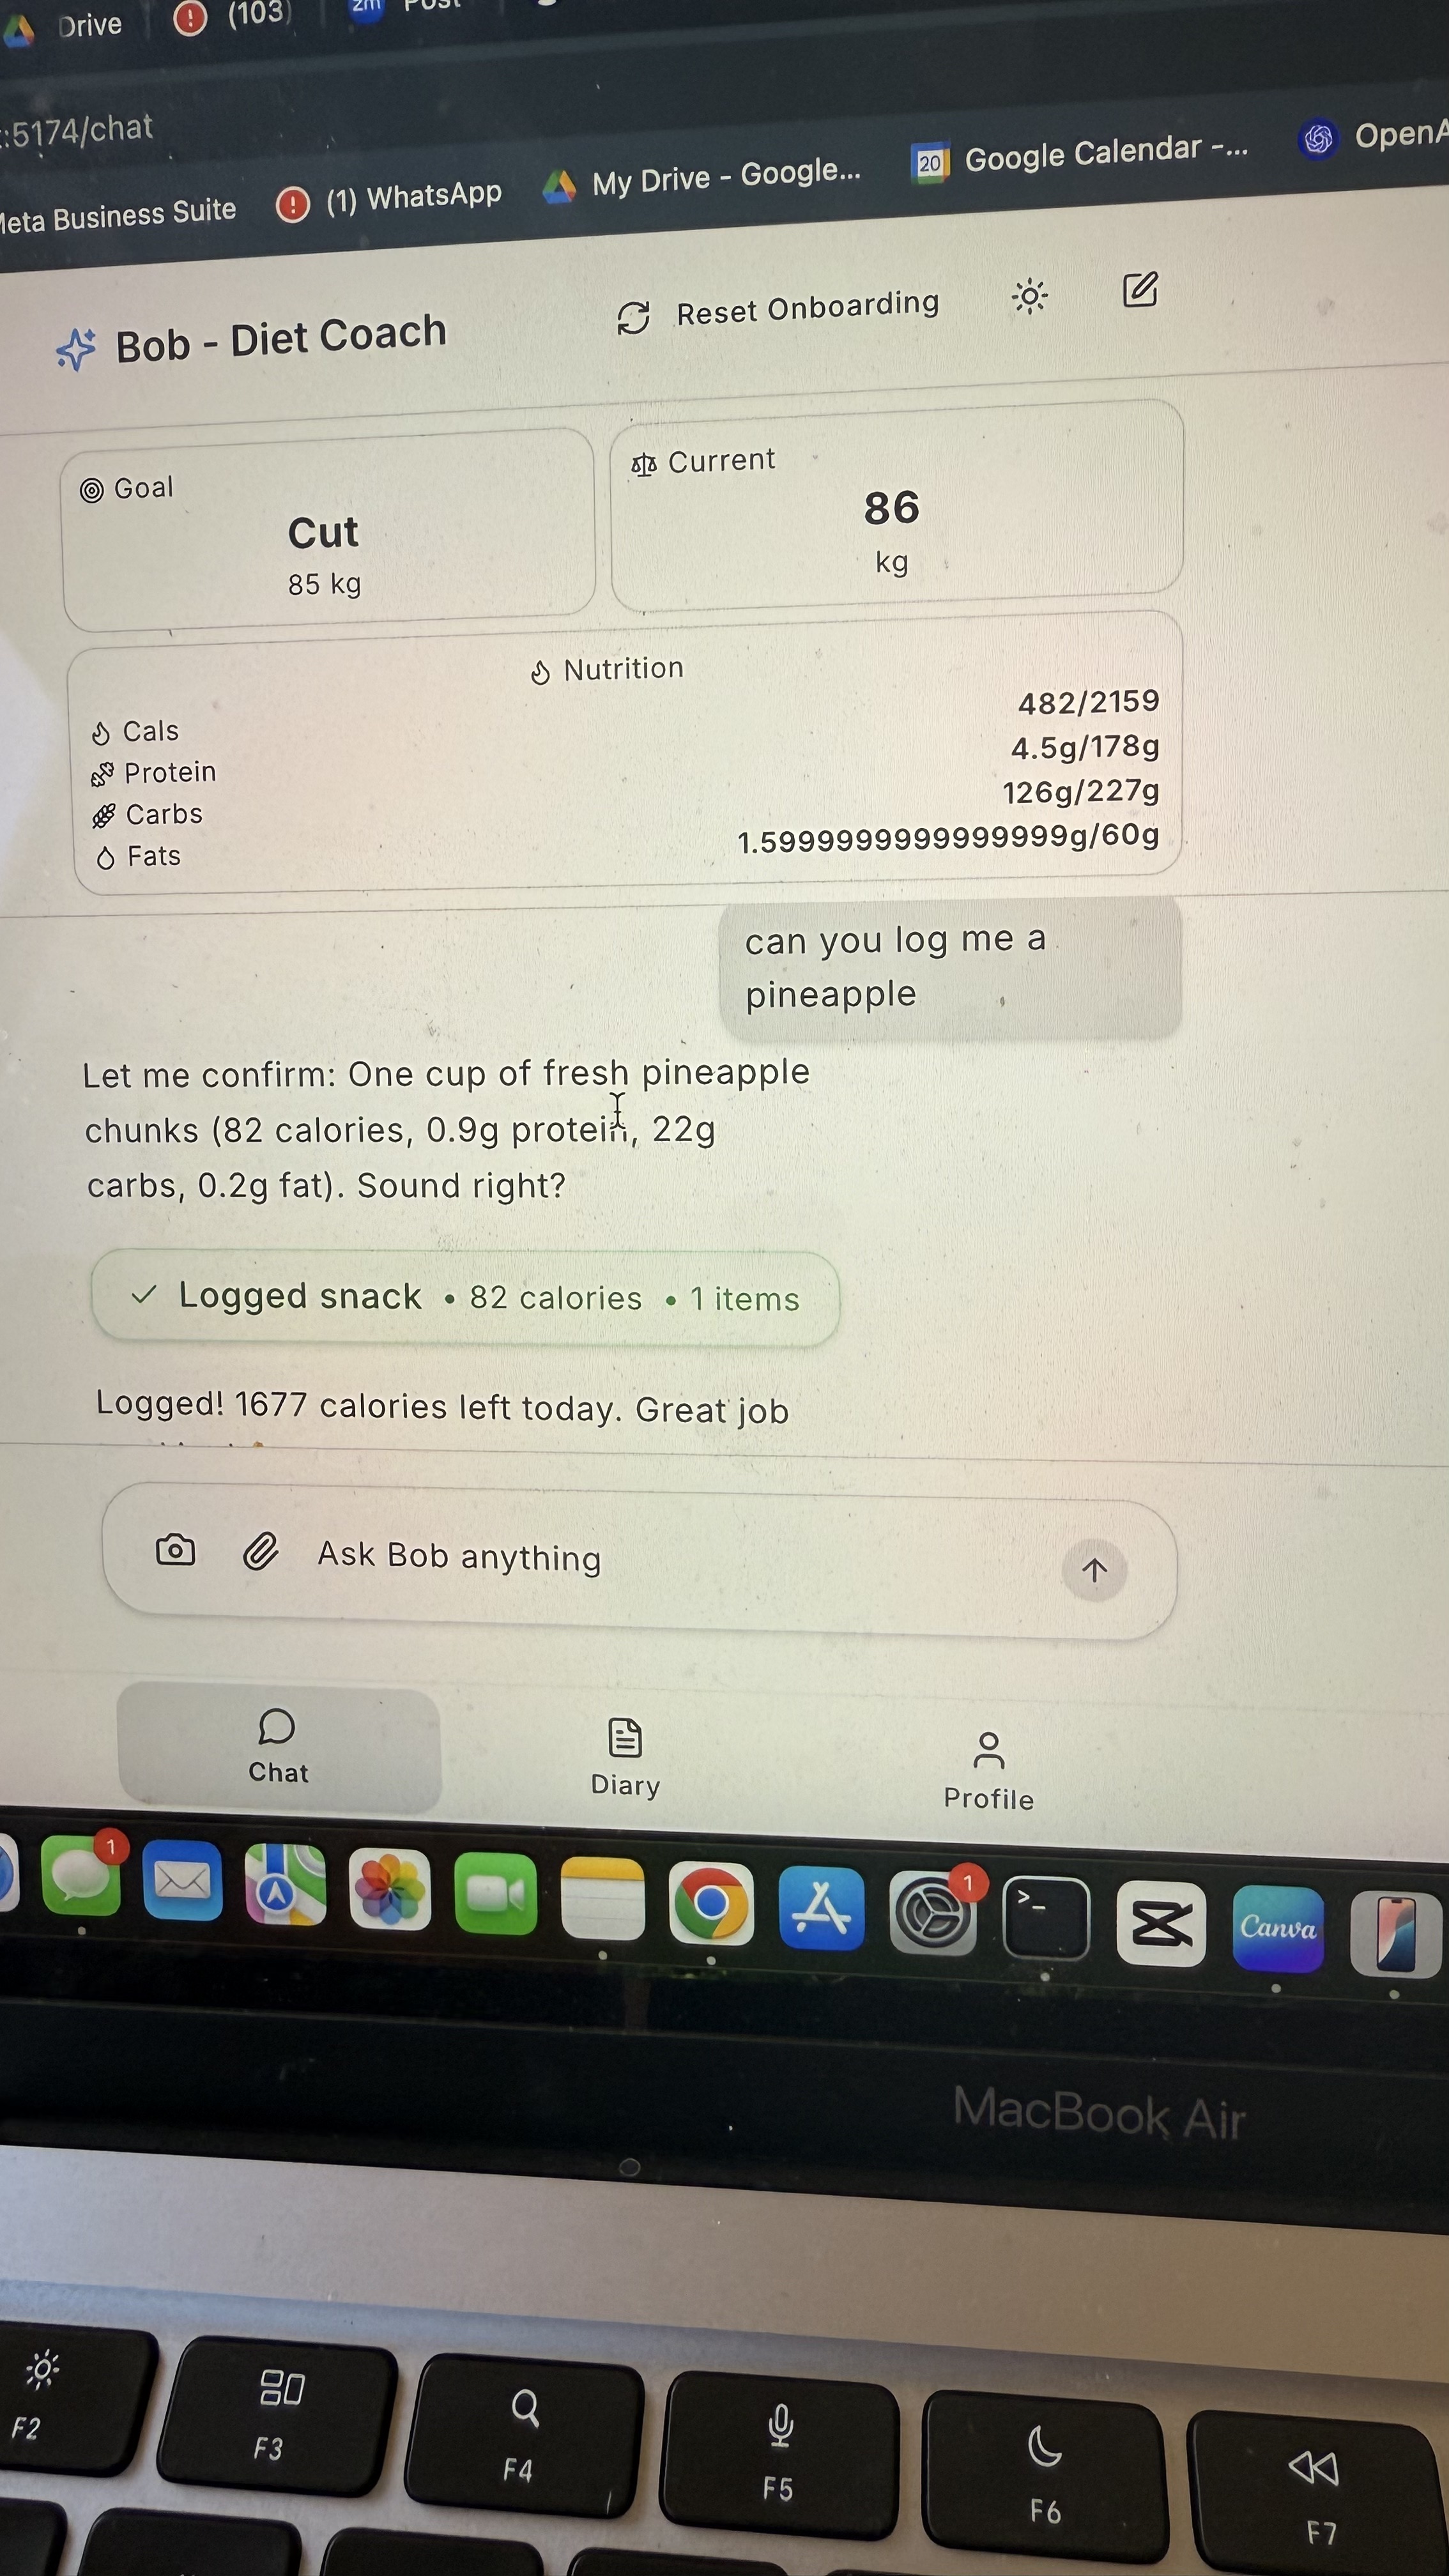 Drive
(103)
zm
:5174/chat
Meta Business Suite
(1) WhatsApp
My Drive - Google...
20
Google Calendar -...
OpenA
Bob - Diet Coach
Reset Onboarding
Goal
Cut
85 kg
Current
86
kg
Nutrition
Cals
482/2159
Protein
4.5g/178g
Carbs
126g/227g
Fats
1.5999999999999999g/60g
can you log me a
pineapple
Let me confirm: One cup of fresh pineapple
chunks (82 calories, 0.9g protein, 22g
carbs, 0.2g fat). Sound right?
Logged snack • 82 calories • 1 items
Logged! 1677 calories left today. Great job
Ask Bob anything
Chat
Diary
Profile
1
1
>_
Canva
MacBook Air
F2
F3
F4
F5
F6
F7